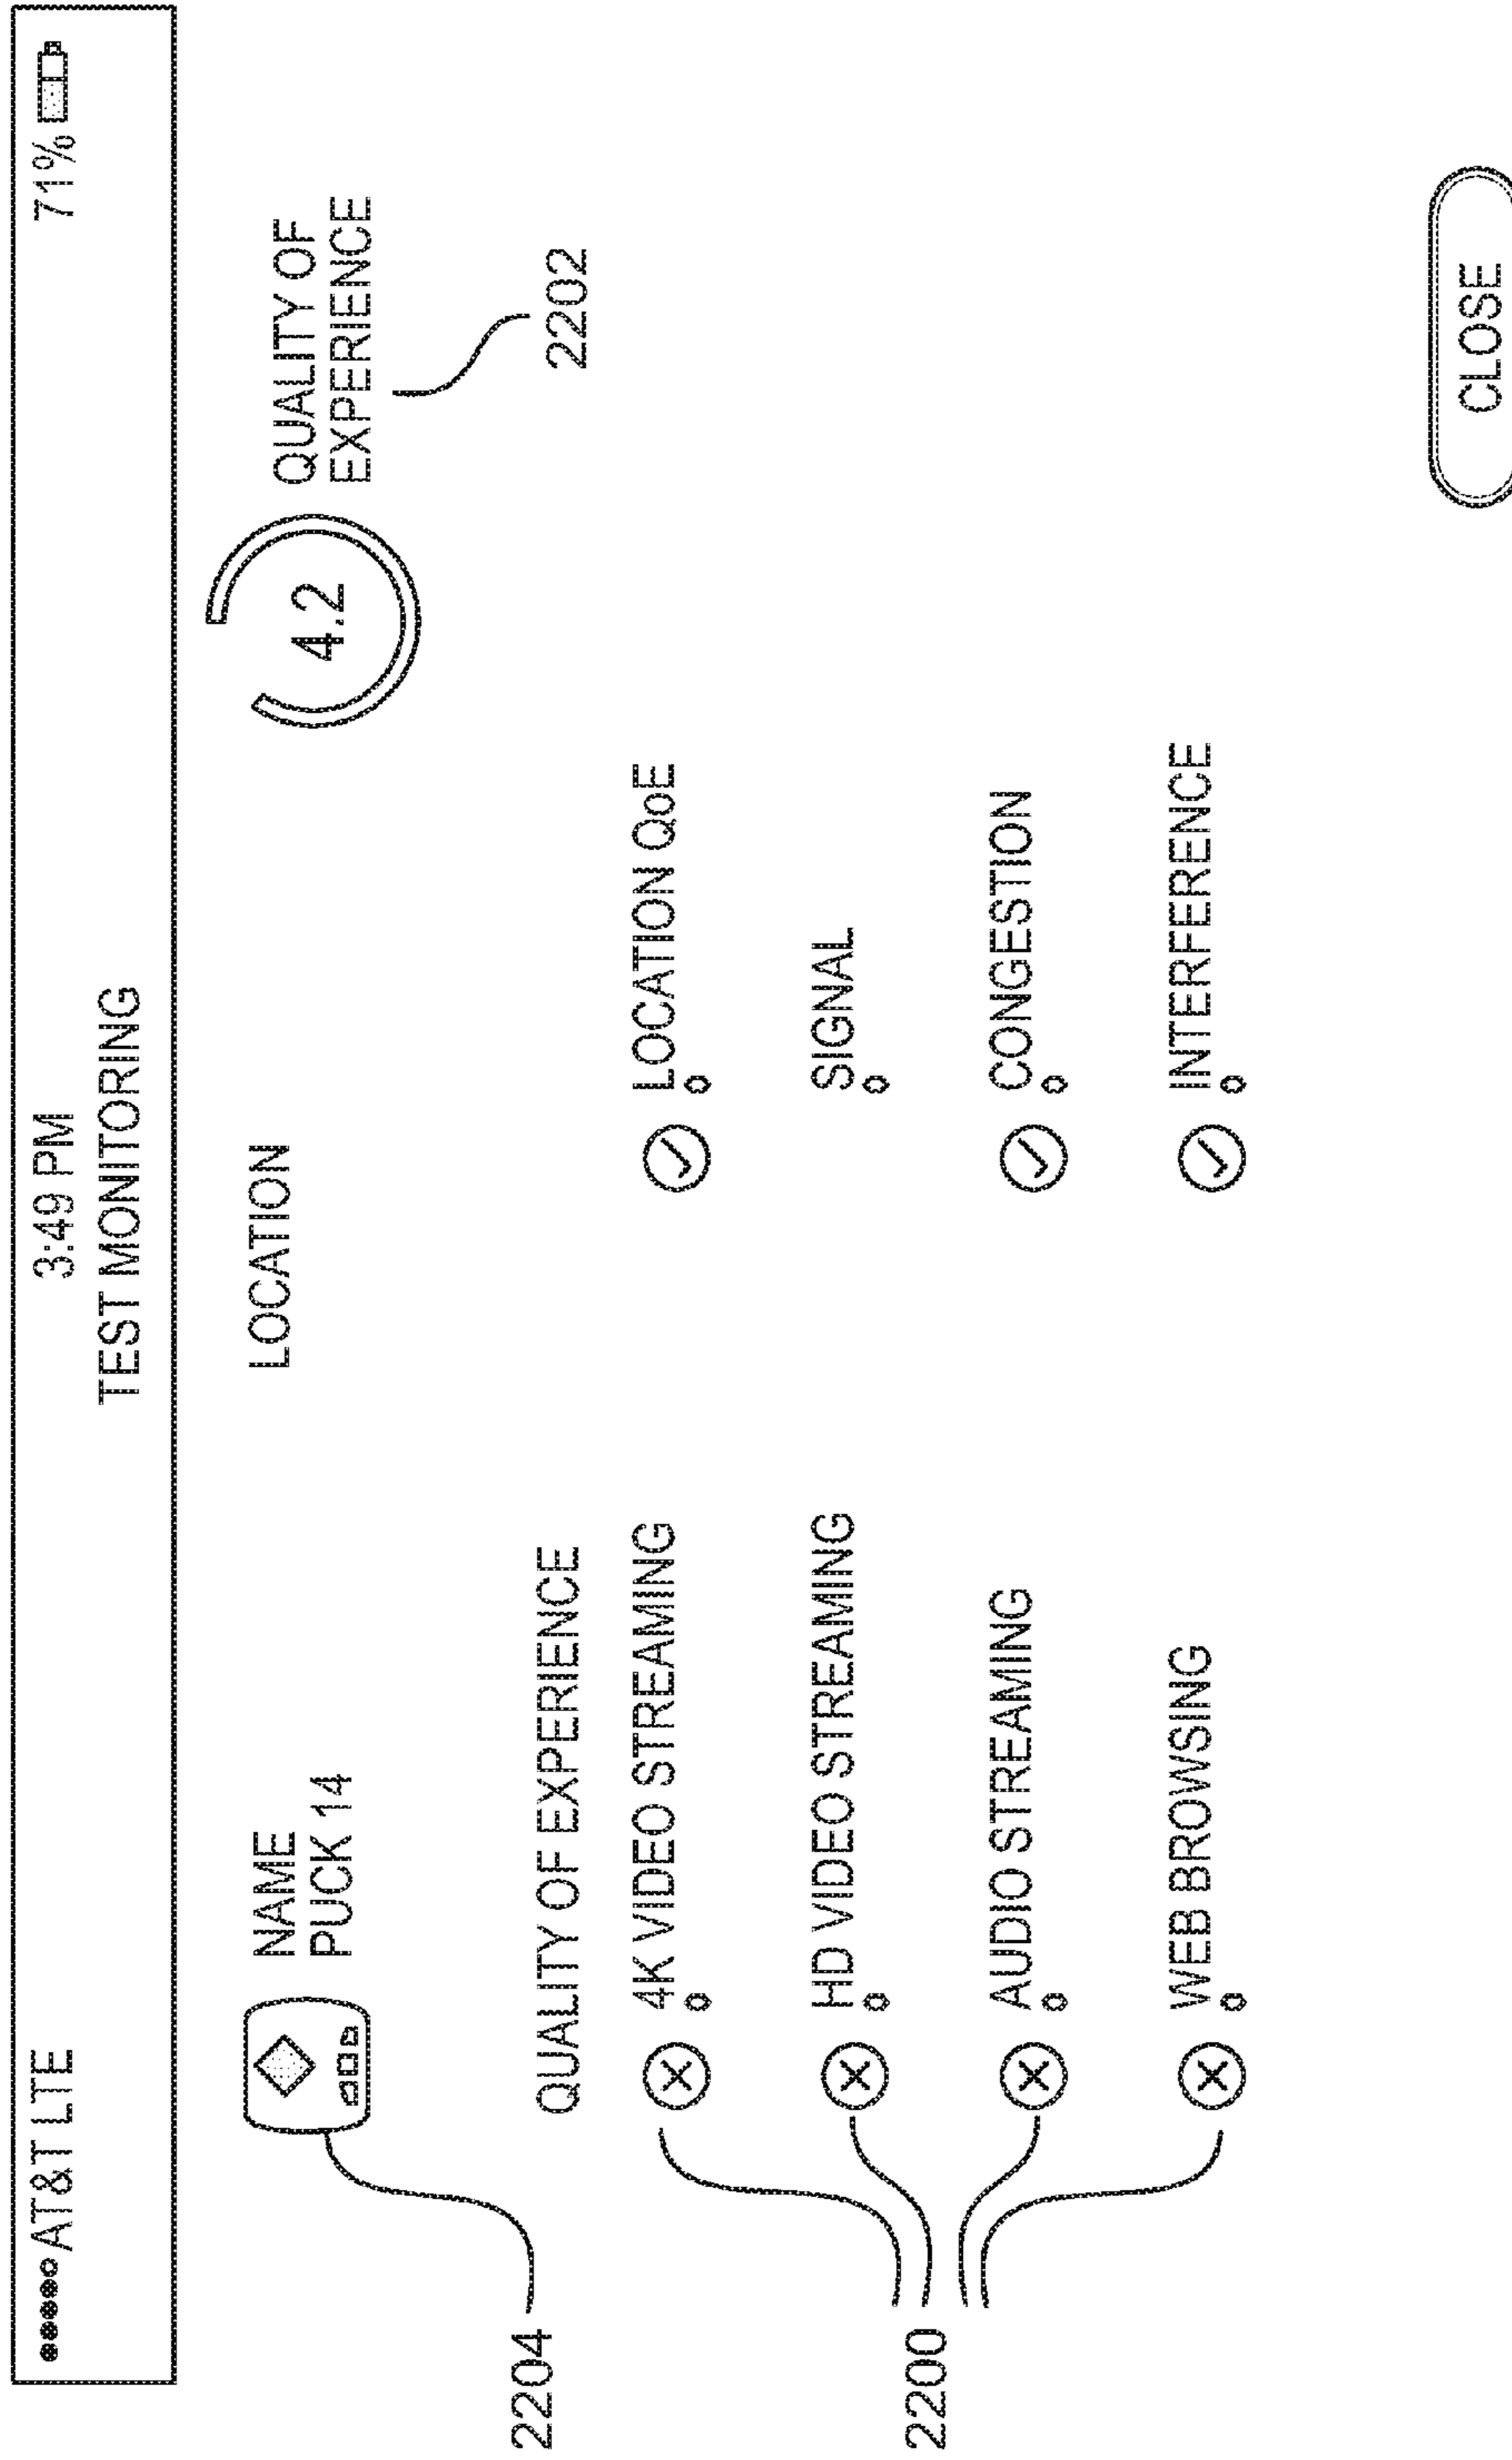 AT&T LTE
3:49 PM
71%
TEST MONITORING
NAME
PUCK 14
LOCATION
4.2
QUALITY OF
EXPERIENCE
2202
2204
QUALITY OF EXPERIENCE
4K VIDEO STREAMING
LOCATION QoE
HD VIDEO STREAMING
SIGNAL
2200
AUDIO STREAMING
CONGESTION
WEB BROWSING
INTERFERENCE
CLOSE